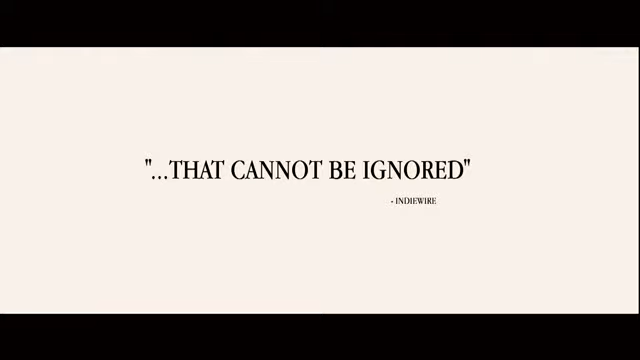 "...THAT CANNOT BE IGNORED"
- INDIEWIRE